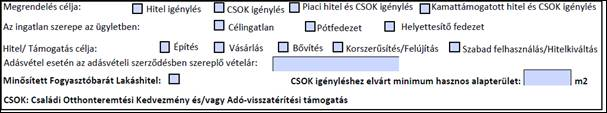 Megrendelés célja: Hitel igénylés CSOK igénylés Piaci hitel és CSOK igénylés Kamattámogatott hitel és CSOK igénylés
Az ingatlan szerepe az ügyletben: Célingatlan Pótfedezet Helyettesítő fedezet
Hitel/ Támogatás célja: Építés Vásárlás Bővítés Korszerűsítés/Felújítás Szabad felhasználás/Hitelkiváltás
Adásvétel esetén az adásvételi szerződésben szereplő vételár:
Minősített Fogyasztóbarát Lakáshitel: CSOK igényléshez elvárt minimum hasznos alapterület: m2
CSOK: Családi Otthonteremtési Kedvezmény és/vagy Adó-visszatérítési támogatás